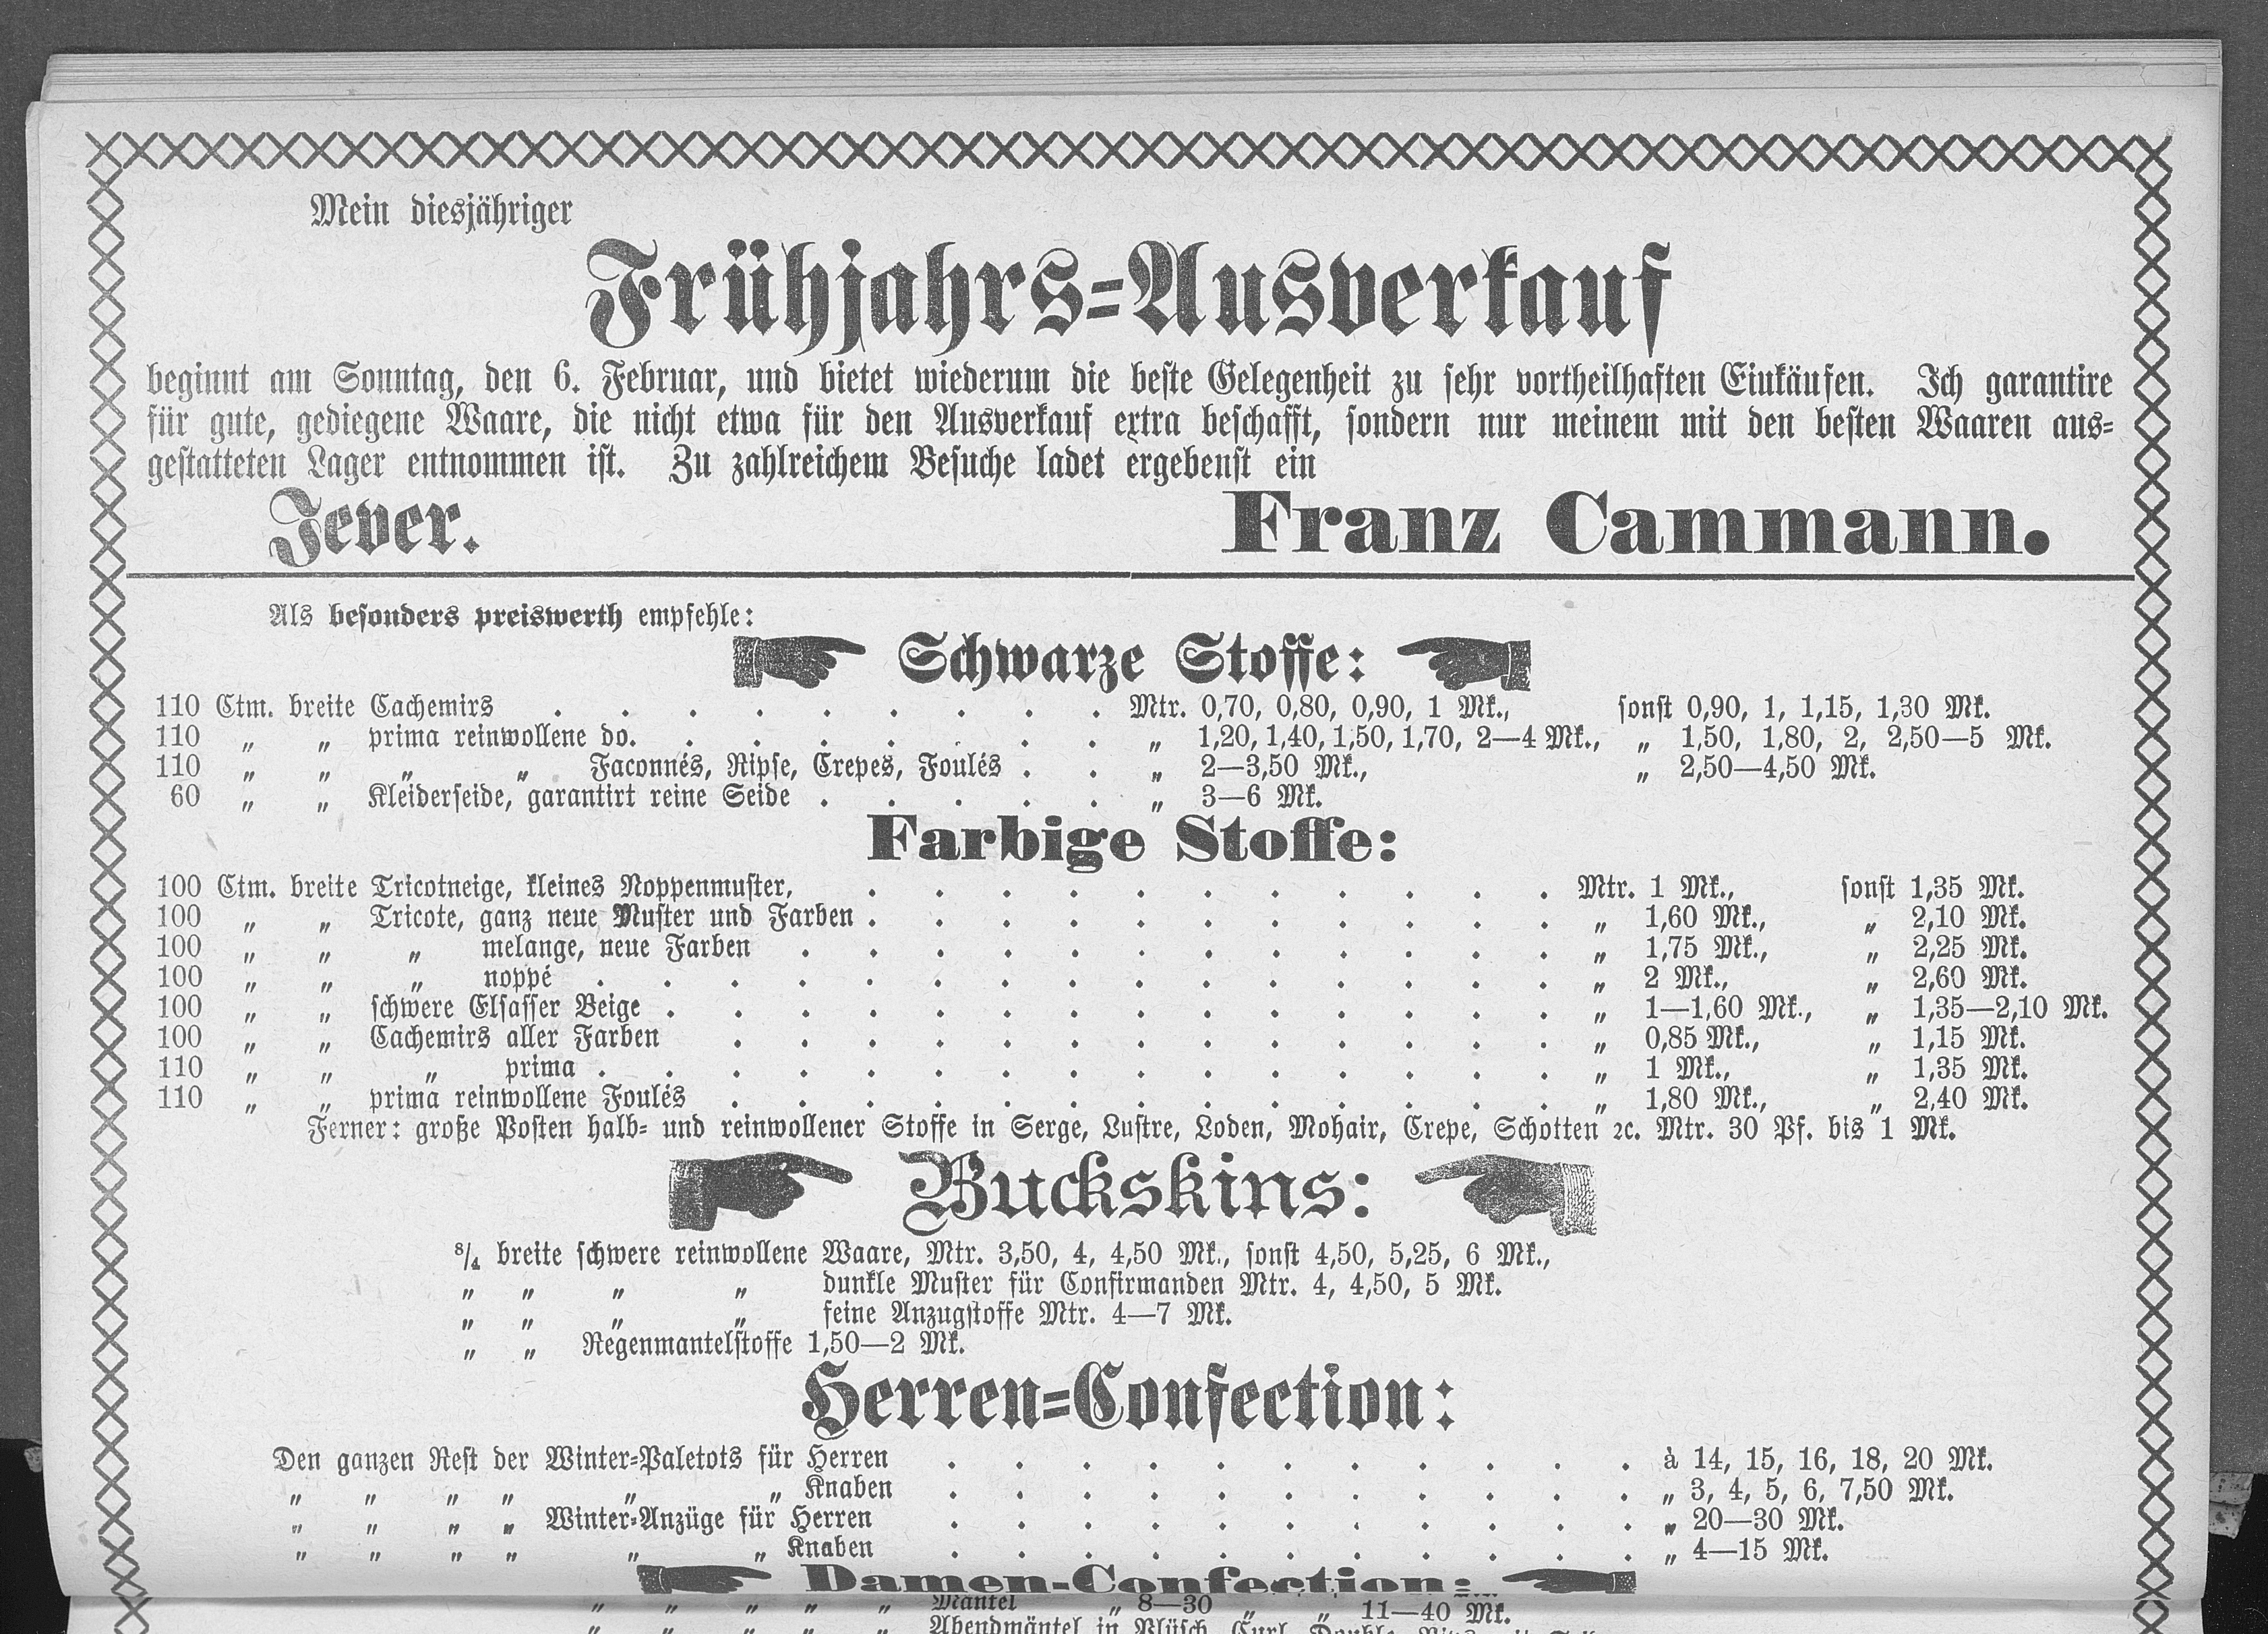 Mein diesjähriger
Frühjahrs=Ausverkauf
beginnt am Sonntag, den 6. Februar, und bietet wiederum die beste Gelegenheit zu sehr vortheilhaften Einkäufen. Ich garantire
für gute, gediegene Waare, die nicht etwa für den Ausverkauf extra beschafft, sondern nur meinem mit den besten Waaren aus=
gestatteten Lager entnommen ist. Zu zahlreichem Besuche ladet ergebenst ein
Jever. Franz Cammann.
Als besonders preiswerth empfehle:
Schwarze Stoffe:
110 Ctm. breite Cachemirs . . . . . . . . . Mtr. 0,70, 0,80, 0,90, 1 Mk., sonst 0,90, 1, 1,15, 1,30 Mk.
110 „ „ prima reinwollene do. . . . . . . . „ 1,20, 1,40, 1,50, 1,70, 2—4 Mk., „ 1,50, 1,80, 2, 2,50—5 Mk.
110 „ „ „ „ Faconnés, Ripse, Crepes, Foulés . . „ 2—3,50 Mk., „ 2,50—4,50 Mk.
60 „ „ Kleiderseide, garantirt reine Seide . . . . . „ 3—6 Mk.
Farbige Stoffe:
100 Ctm. breite Tricotneige, kleines Noppenmuster, . . . . . . . . . . . Mtr. 1 Mk., sonst 1,35 Mk.
100 „ „ Tricote, ganz neue Muster und Farben . . . . . . . . . . . „ 1,60 Mk., „ 2,10 Mk.
100 „ „ „ melange, neue Farben . . . . . . . . . . . . „ 1,75 Mk., „ 2,25 Mk.
100 „ „ „ noppé . . . . . . . . . . . . . . . „ 2 Mk., „ 2,60 Mk.
100 „ „ schwere Elsasser Beige . . . . . . . . . . . . . . „ 1—1,60 Mk., „ 1,35—2,10 Mk.
100 „ „ Cachemirs aller Farben . . . . . . . . . . . . . „ 0,85 Mk., „ 1,15 Mk.
110 „ „ „ prima . . . . . . . . . . . . . . . „ 1 Mk., „ 1,35 Mk.
110 „ „ prima reinwollene Foulés . . . . . . . . . . . . . „ 1,80 Mk., „ 2,40 Mk.
Ferner: große Posten halb= und reinwollener Stoffe in Serge, Lustre, Loden, Mohair, Crepe, Schotten ꝛc. Mtr. 30 Pf. bis 1 Mk.
Buckskins:
8/4 breite schwere reinwollene Waare, Mtr. 3,50, 4, 4,50 Mk., sonst 4,50, 5,25, 6 Mk.,
„ „ „ „ dunkle Muster für Confirmanden Mtr. 4, 4,50, 5 Mk.
„ „ „ „ feine Anzugstoffe Mtr. 4—7 Mk.
„ „ Regenmantelstoffe 1,50—2 Mk.
Herren=Confection:
Den ganzen Rest der Winter=Paletots für Herren . . . . . . . . . . . à 14, 15, 16, 18, 20 Mk.
„ „ „ „ „ „ Knaben . . . . . . . . . . . „ 3, 4, 5, 6, 7,50 Mk.
„ „ „ „ Winter=Anzüge für Herren . . . . . . . . . . . „ 20—30 Mk.
„ „ „ „ „ „ Knaben . . . . . . . . . . . „ 4—15 Mk.
Damen-Confection:
„ „ „ „ „ Mäntel „ 8—30 „ „ 11—40 Mk.
„ „ „ „ „ Abendmäntel in Plüsch, Curl, Double